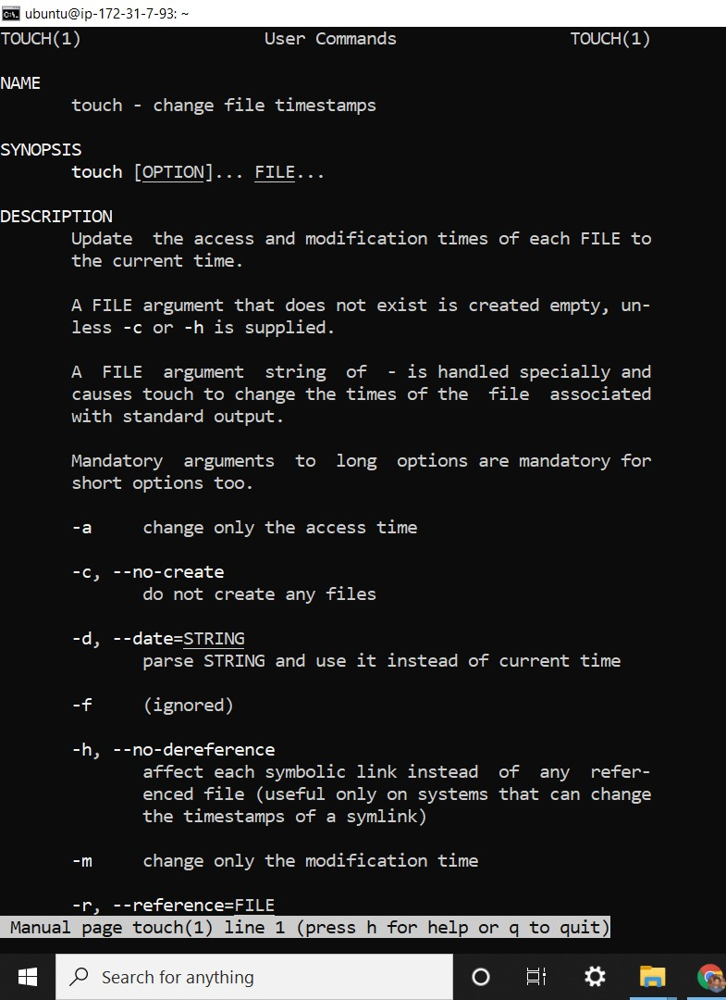 ubuntu@ip-172-31-7-93: ~
TOUCH(1) User Commands TOUCH(1)
NAME
touch - change file timestamps
SYNOPSIS
touch [OPTION]... FILE...
DESCRIPTION
Update the access and modification times of each FILE to
the current time.
A FILE argument that does not exist is created empty, un-
less -c or -h is supplied.
A FILE argument string of - is handled specially and
causes touch to change the times of the file associated
with standard output.
Mandatory arguments to long options are mandatory for
short options too.
-a change only the access time
-c, --no-create
do not create any files
-d, --date=STRING
parse STRING and use it instead of current time
-f (ignored)
-h, --no-dereference
affect each symbolic link instead of any refer-
enced file (useful only on systems that can change
the timestamps of a symlink)
-m change only the modification time
-r, --reference=FILE
Manual page touch(1) line 1 (press h for help or q to quit)
Search for anything